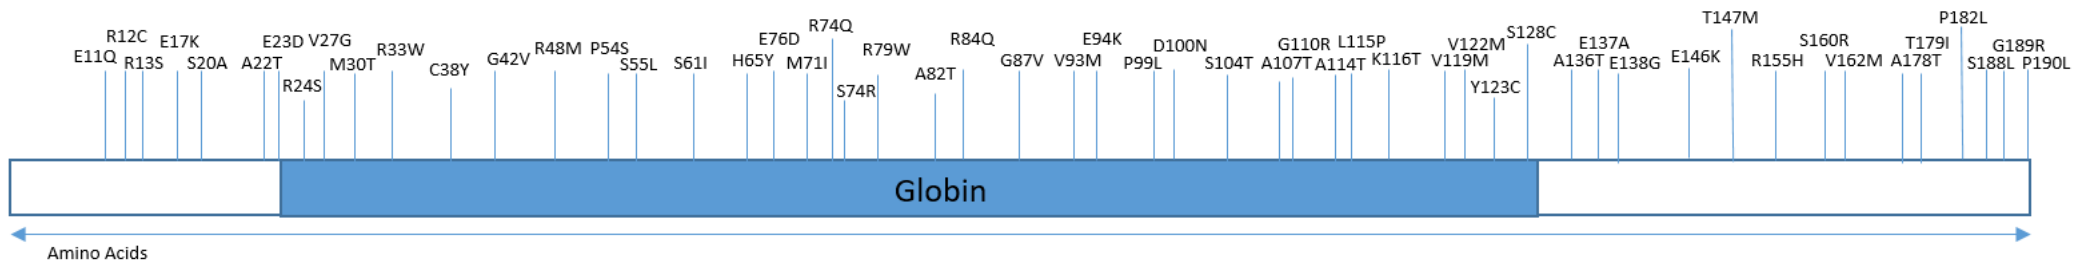 E11Q
R12C
R13S
E17K
S20A
A22T
E23D
R24S
V27G
M30T
R33W
C38Y
G42V
R48M
P54S
S55L
S61I
H65Y
E76D
M71I
R74Q
S74R
R79W
A82T
R84Q
G87V
V93M
E94K
P99L
D100N
S104T
A107T
G110R
A114T
L115P
K116T
V119M
V122M
Y123C
S128C
A136T
E137A
E138G
E146K
T147M
R155H
S160R
V162M
A178T
T179I
P182L
S188L
G189R
P190L
Globin
Amino Acids